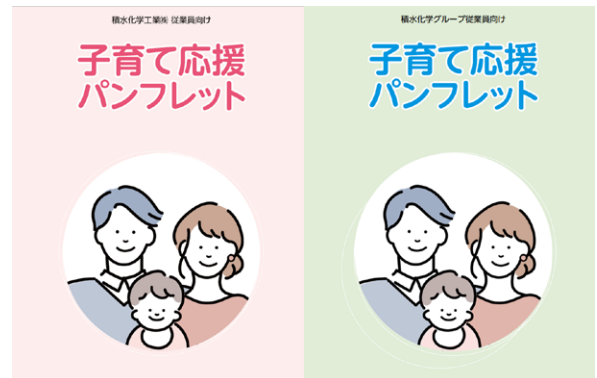 積水化学工業㈱ 従業員向け
子育て応援
パンフレット
積水化学グループ従業員向け
子育て応援
パンフレット